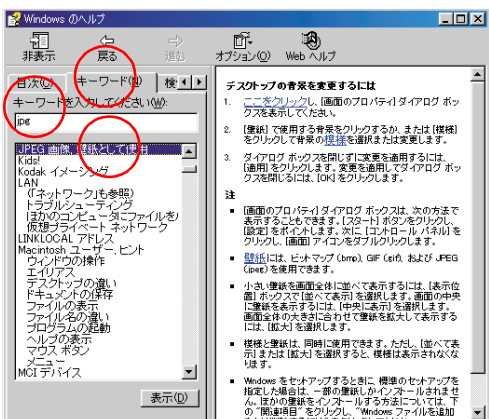 Windows のヘルプ
非表示 戻る 進む オプション(O) Web ヘルプ
目次(C) キーワード(N) 検
キーワードを入力してください(W):
jpeg
JPEG 画像, 壁紙として使用
Kids!
Kodak イメージング
LAN
(「ネットワーク」も参照)
トラブルシューティング
ほかのコンピュータにファイルを/
仮想プライベート ネットワーク
LINKLOCAL アドレス
Macintosh ユーザー, ヒント
ウィンドウの操作
エイリアス
デスクトップの違い
ドキュメントの保存
ファイルの表示
ファイル名の違い
プログラムの起動
ヘルプの表示
マウス ボタン
メニュー
MCI デバイス
表示(D)
デスクトップの背景を変更するには
1. ここをクリックし、[画面のプロパティ] ダイアログ ボッ
クスを表示してください。
2. [壁紙] で使用する背景をクリックするか、または [模様]
をクリックして背景の模様を選択または変更します。
3. ダイアログ ボックスを閉じずに変更を適用するには、
[適用] をクリックします。変更を適用してダイアログ ボッ
クスを閉じるには、[OK] をクリックします。
注
▪ [画面のプロパティ] ダイアログ ボックスは、次の方法で
表示することもできます。[スタート] ボタンをクリックし、
[設定] をポイントします。次に [コントロール パネル] を
クリックし、[画面] アイコンをダブルクリックします。
▪ 壁紙には、ビットマップ (bmp)、GIF (gif)、および JPEG
(jpeg) を使用できます。
▪ 小さい壁紙を画面全体に並べて表示するには、[表示位
置] ボックスで [並べて表示] を選択します。画面の中央
に壁紙を表示するには、[中央に表示] を選択します。
画面全体の大きさに合わせて壁紙を拡大して表示する
には、[拡大] を選択します。
▪ 模様と壁紙は、同時に使用できます。ただし、[並べて表
示] または [拡大] を選択すると、模様は表示されなくな
ります。
▪ Windows をセットアップするときに、標準のセットアップを
指定した場合は、一部の壁紙しかインストールされませ
ん。ほかの壁紙をインストールする方法については、下
の "関連項目" をクリックし、"Windows ファイルを追加